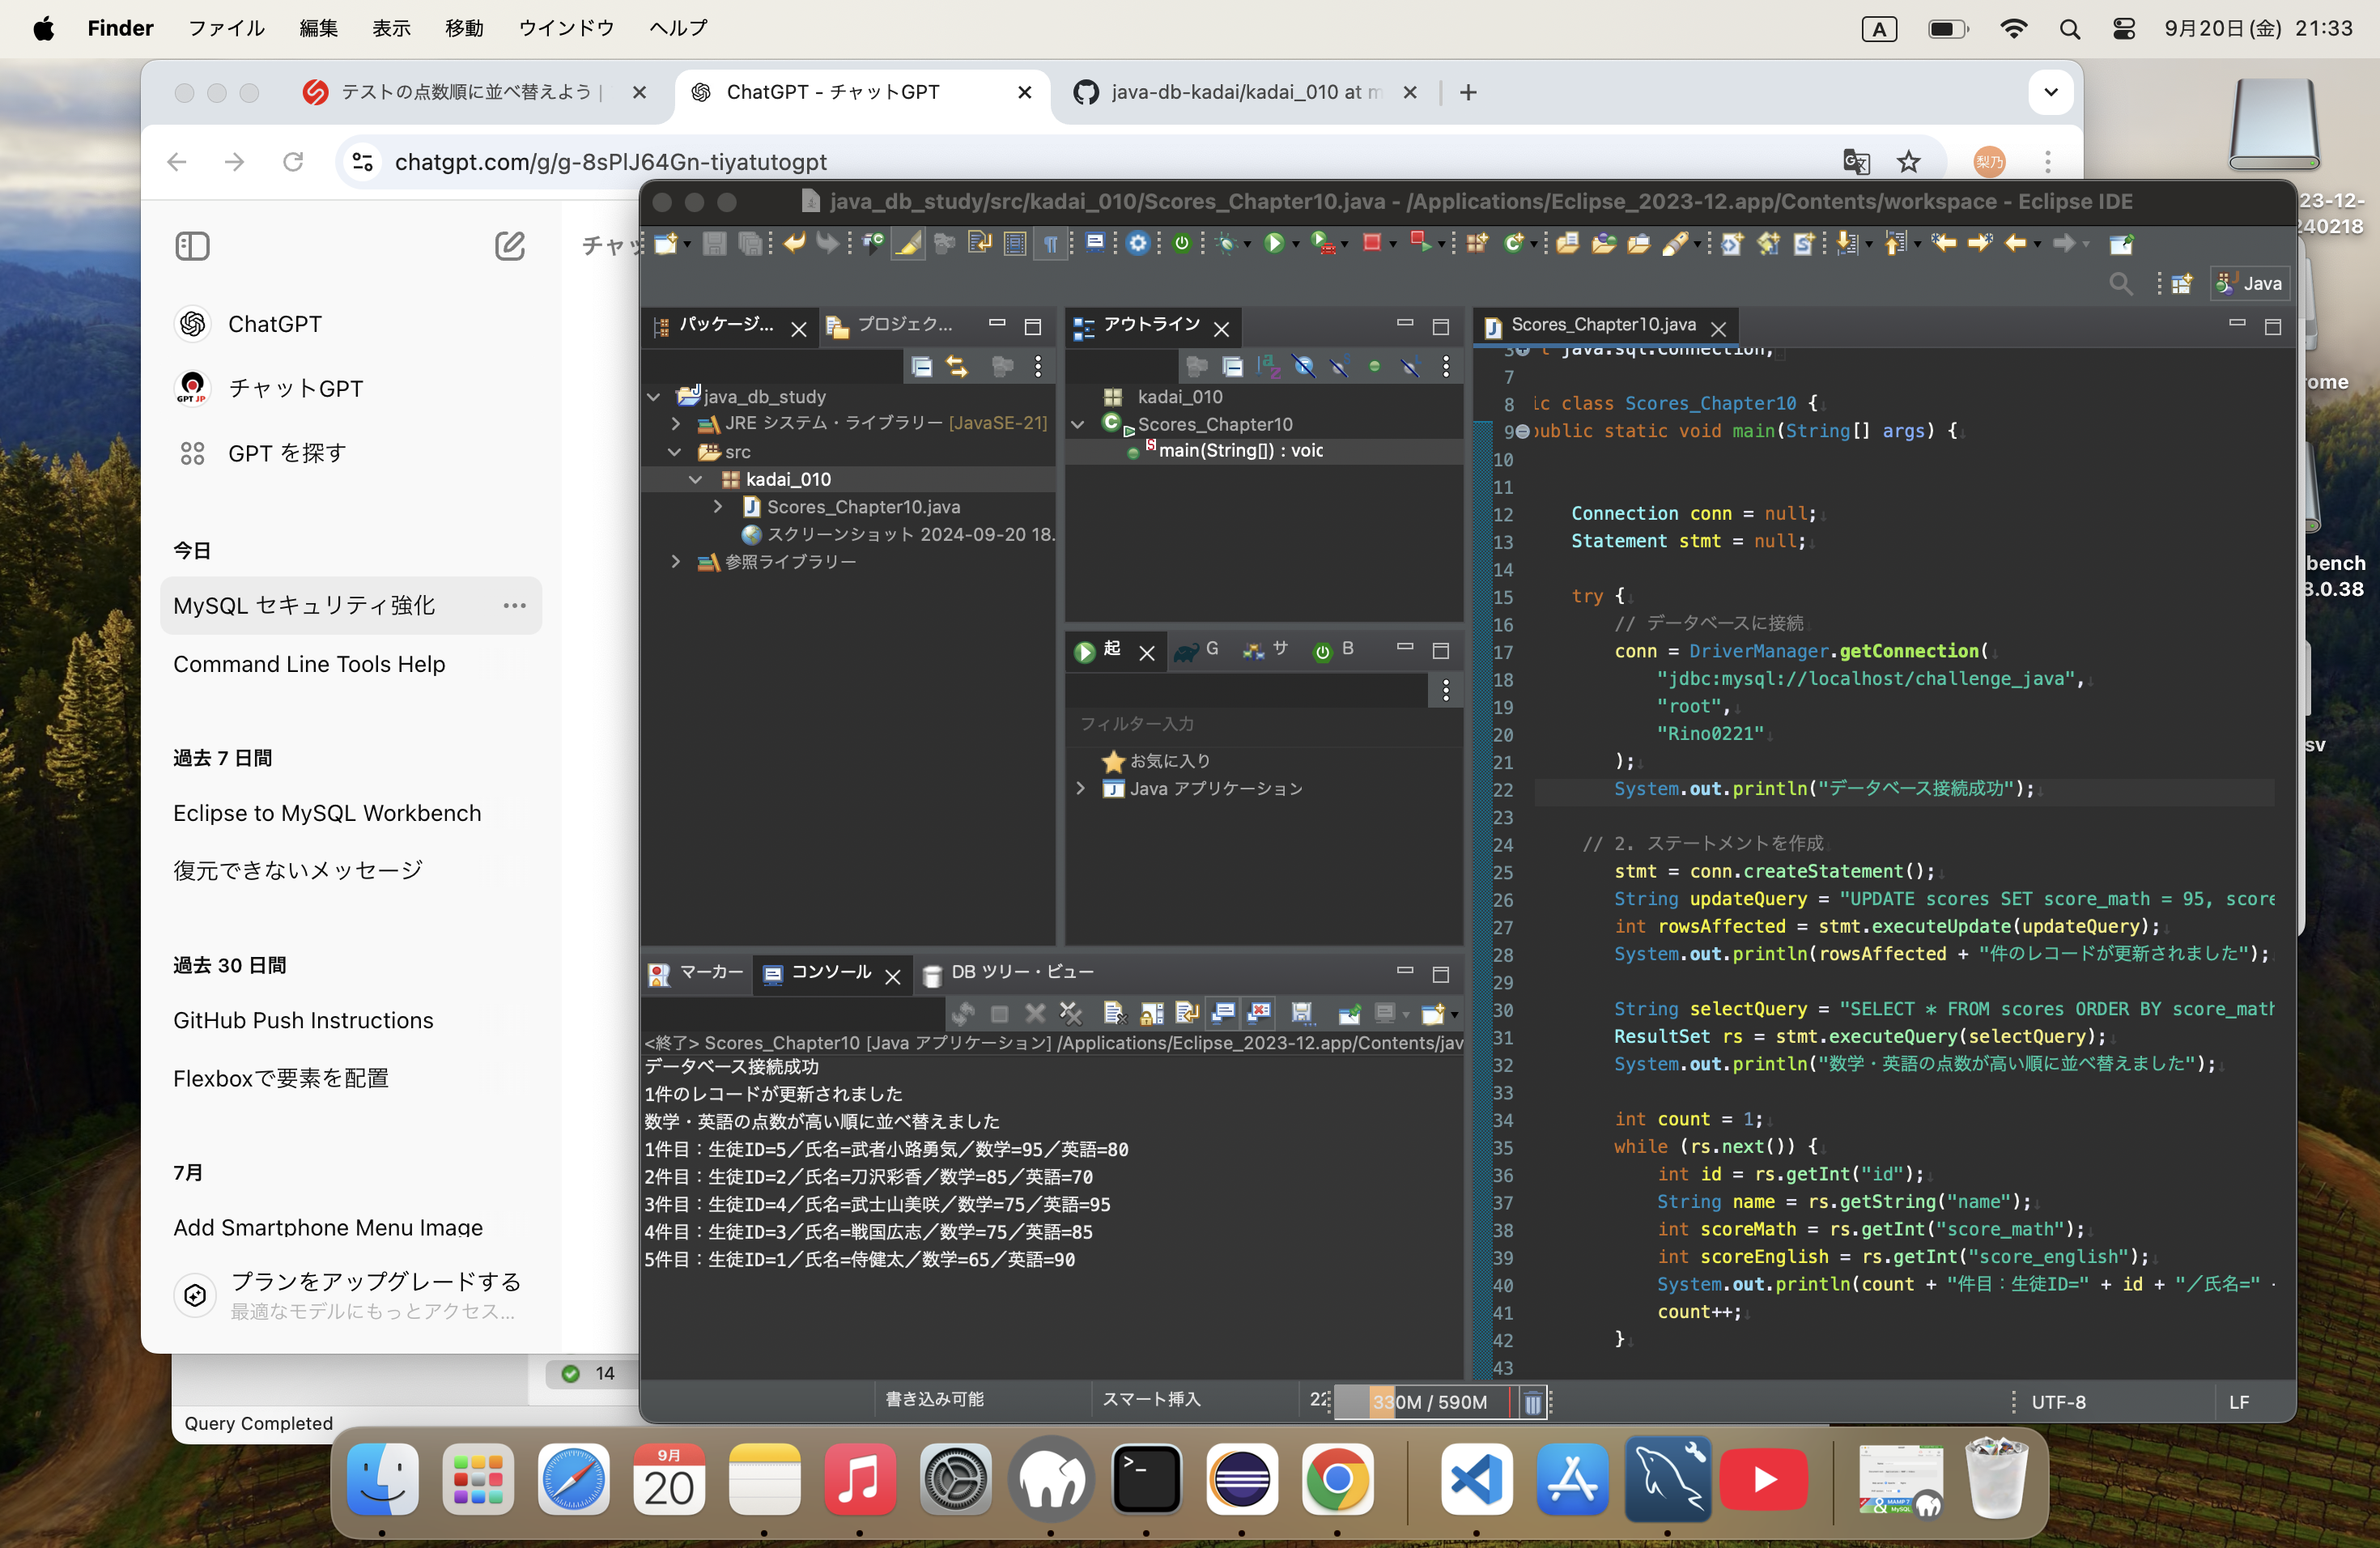 Finder ファイル 編集 表示 移動 ウインドウ ヘルプ
A 9月20日(金) 21:33
テストの点数順に並べ替えよう |
ChatGPT - チャットGPT
java-db-kadai/kadai_010 at m
chatgpt.com/g/g-8sPlJ64Gn-tiyatutogpt
梨乃
ChatGPT
チャットGPT
GPT を探す
今日
MySQL セキュリティ強化
Command Line Tools Help
過去 7 日間
Eclipse to MySQL Workbench
復元できないメッセージ
過去 30 日間
GitHub Push Instructions
Flexboxで要素を配置
7月
Add Smartphone Menu Image
プランをアップグレードする
最適なモデルにもっとアクセス...
14
Query Completed
java_db_study/src/kadai_010/Scores_Chapter10.java - /Applications/Eclipse_2023-12.app/Contents/workspace - Eclipse IDE
Java
パッケージ...
プロジェク...
java_db_study
JRE システム・ライブラリー [JavaSE-21]
src
kadai_010
Scores_Chapter10.java
スクリーンショット 2024-09-20 18.
参照ライブラリー
アウトライン
kadai_010
Scores_Chapter10
main(String[]) : voic
起 G サ B
フィルター入力
お気に入り
Java アプリケーション
マーカー コンソール DB ツリー・ビュー
<終了> Scores_Chapter10 [Java アプリケーション] /Applications/Eclipse_2023-12.app/Contents/jav
データベース接続成功
1件のレコードが更新されました
数学・英語の点数が高い順に並べ替えました
1件目：生徒ID=5／氏名=武者小路勇気／数学=95／英語=80
2件目：生徒ID=2／氏名=刀沢彩香／数学=85／英語=70
3件目：生徒ID=4／氏名=武士山美咲／数学=75／英語=95
4件目：生徒ID=3／氏名=戦国広志／数学=75／英語=85
5件目：生徒ID=1／氏名=侍健太／数学=65／英語=90
Scores_Chapter10.java
3 t java.sql.Connection;
7
8 ic class Scores_Chapter10 {
9 public static void main(String[] args) {
10
11
12 Connection conn = null;
13 Statement stmt = null;
14
15 try {
16 // データベースに接続
17 conn = DriverManager.getConnection(
18 "jdbc:mysql://localhost/challenge_java",
19 "root",
20 "Rino0221"
21 );
22 System.out.println("データベース接続成功");
23
24 // 2. ステートメントを作成
25 stmt = conn.createStatement();
26 String updateQuery = "UPDATE scores SET score_math = 95, score
27 int rowsAffected = stmt.executeUpdate(updateQuery);
28 System.out.println(rowsAffected + "件のレコードが更新されました");
29
30 String selectQuery = "SELECT * FROM scores ORDER BY score_math
31 ResultSet rs = stmt.executeQuery(selectQuery);
32 System.out.println("数学・英語の点数が高い順に並べ替えました");
33
34 int count = 1;
35 while (rs.next()) {
36 int id = rs.getInt("id");
37 String name = rs.getString("name");
38 int scoreMath = rs.getInt("score_math");
39 int scoreEnglish = rs.getInt("score_english");
40 System.out.println(count + "件目：生徒ID=" + id + "／氏名="
41 count++;
42 }
43
書き込み可能 スマート挿入 22 330M / 590M UTF-8 LF
23-12-
240218
ome
bench
8.0.38
sv
9月
20